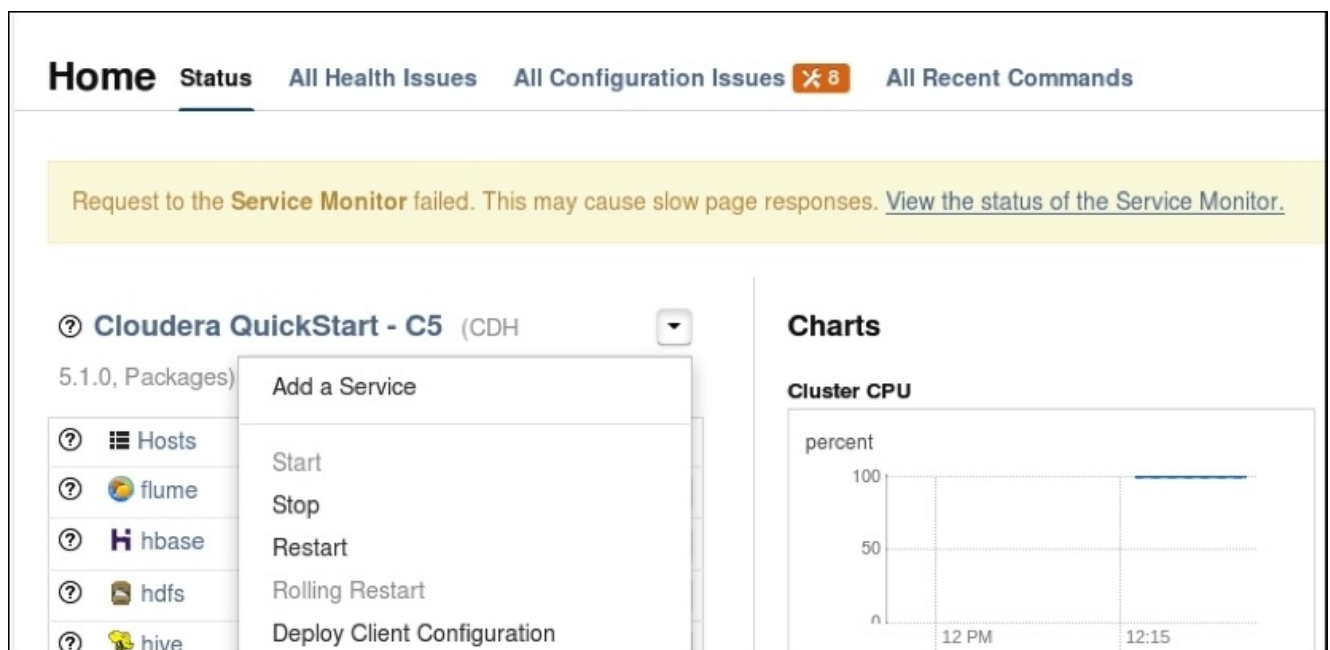 Home Status All Health Issues All Configuration Issues 8 All Recent Commands
Request to the Service Monitor failed. This may cause slow page responses. View the status of the Service Monitor.
Cloudera QuickStart - C5 (CDH
5.1.0, Packages)
Add a Service
Start
Stop
Restart
Rolling Restart
Deploy Client Configuration
Hosts
flume
hbase
hdfs
hive
Charts
Cluster CPU
percent
100
50
0
12 PM 12:15